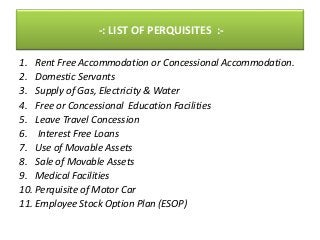 -: LIST OF PERQUISITES :-
1. Rent Free Accommodation or Concessional Accommodation.
2. Domestic Servants
3. Supply of Gas, Electricity & Water
4. Free or Concessional Education Facilities
5. Leave Travel Concession
6. Interest Free Loans
7. Use of Movable Assets
8. Sale of Movable Assets
9. Medical Facilities
10. Perquisite of Motor Car
11. Employee Stock Option Plan (ESOP)